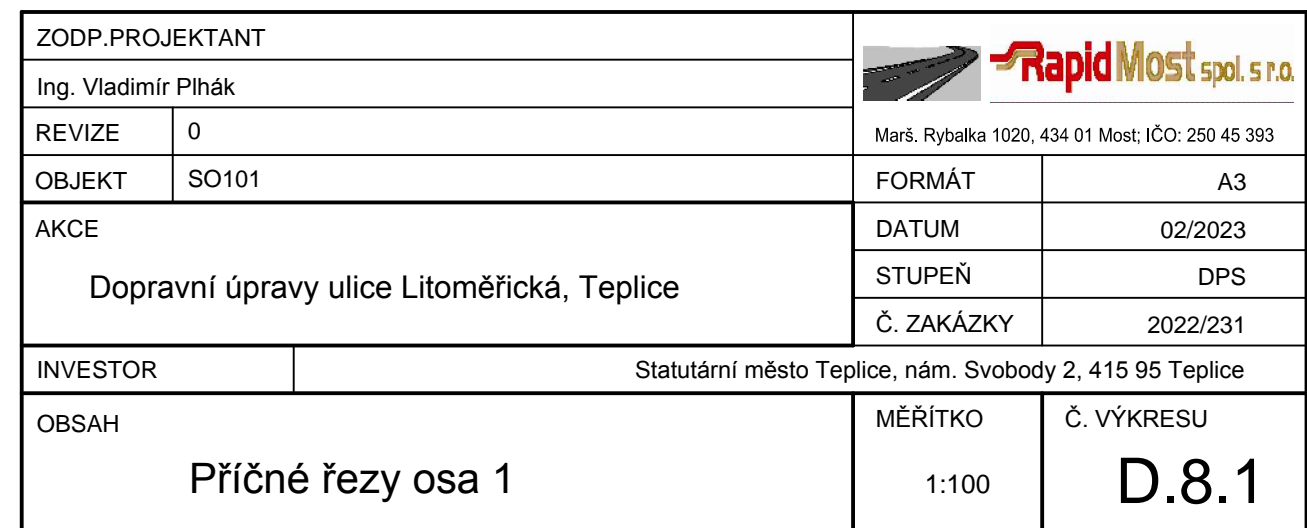 ZODP.PROJEKTANT
Ing. Vladimír Plhák
RapidMost spol. s r.o.
Marš. Rybalka 1020, 434 01 Most; IČO: 250 45 393
REVIZE 0
OBJEKT SO101
FORMÁT A3
AKCE
Dopravní úpravy ulice Litoměřická, Teplice
DATUM 02/2023
STUPEŇ DPS
Č. ZAKÁZKY 2022/231
INVESTOR Statutární město Teplice, nám. Svobody 2, 415 95 Teplice
OBSAH
Příčné řezy osa 1
MĚŘÍTKO
1:100
Č. VÝKRESU
D.8.1